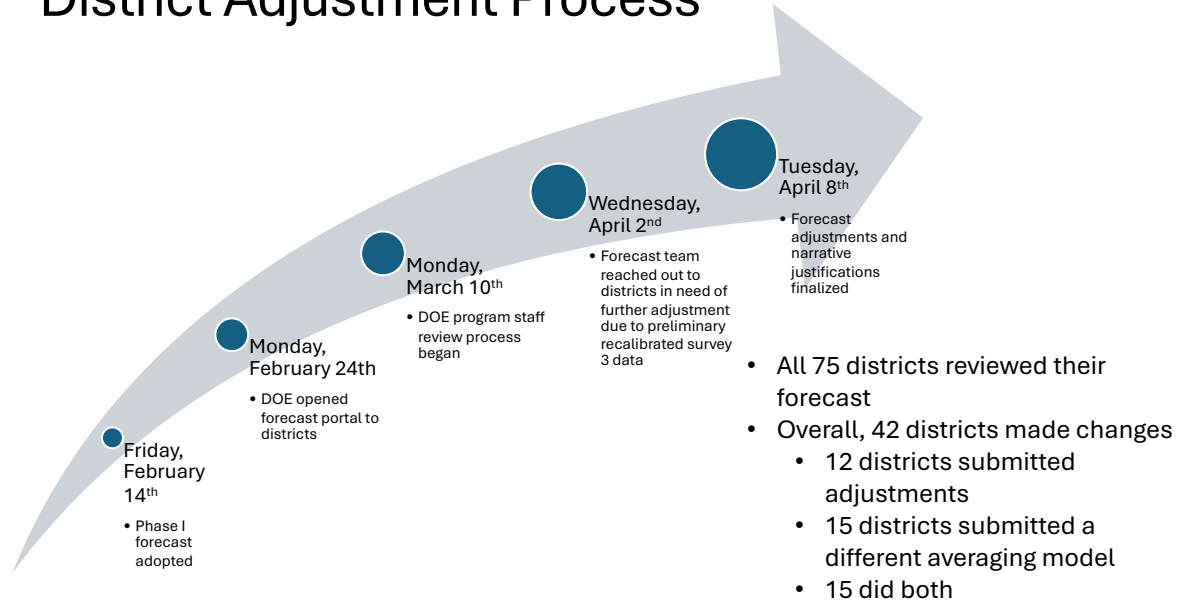 District Adjustment Process
Friday,
February
14th
• Phase I
forecast
adopted
Monday,
February 24th
• DOE opened
forecast portal to
districts
Monday,
March 10th
• DOE program staff
review process
began
Wednesday,
April 2nd
• Forecast team
reached out to
districts in need of
further adjustment
due to preliminary
recalibrated survey
3 data
Tuesday,
April 8th
• Forecast
adjustments and
narrative
justifications
finalized
• All 75 districts reviewed their
forecast
• Overall, 42 districts made changes
• 12 districts submitted
adjustments
• 15 districts submitted a
different averaging model
• 15 did both